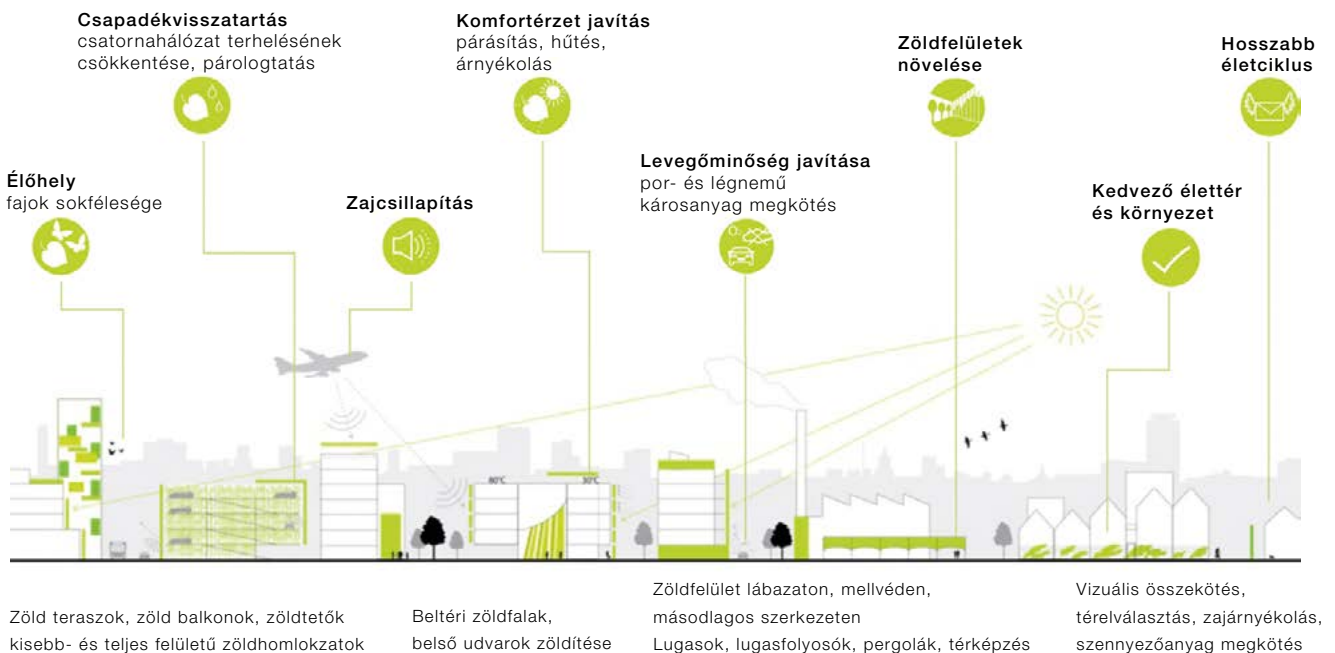 Csapadékvisszatartás
csatornahálózat terhelésének
csökkentése, párologtatás
Komfortérzet javítás
párásítás, hűtés,
árnyékolás
Zöldfelületek
növelése
Hosszabb
életciklus
Élőhely
fajok sokfélesége
Zajcsillapítás
Levegőminőség javítása
por- és légnemű
károsanyag megkötés
Kedvező élettér
és környezet
80°C
30°C
Zöld teraszok, zöld balkonok, zöldtetők
kisebb- és teljes felületű zöldhomlokzatok
Beltéri zöldfalak,
belső udvarok zöldítése
Zöldfelület lábazaton, mellvéden,
másodlagos szerkezeten
Lugasok, lugasfolyosók, pergolák, térképzés
Vizuális összekötés,
térelválasztás, zajárnyékolás,
szennyezőanyag megkötés